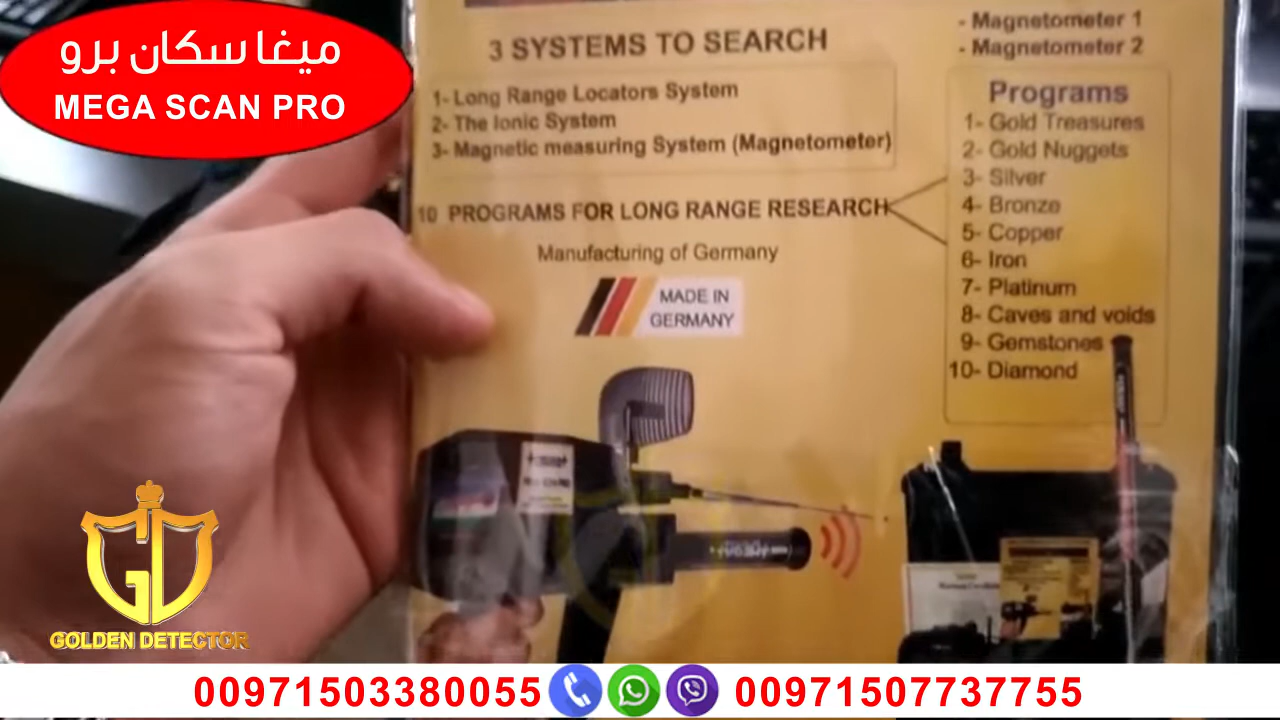 ميغا سكان برو
MEGA SCAN PRO
3 SYSTEMS TO SEARCH
1- Long Range Locators System
2- The Ionic System
3- Magnetic measuring System (Magnetometer)
10 PROGRAMS FOR LONG RANGE RESEARCH
Manufacturing of Germany
MADE IN
GERMANY
- Magnetometer 1
- Magnetometer 2
Programs
1- Gold Treasures
2- Gold Nuggets
3- Silver
4- Bronze
5- Copper
6- Iron
7- Platinum
8- Caves and voids
9- Gemstones
10- Diamond
GD
GOLDEN DETECTOR
00971503380055
00971507737755